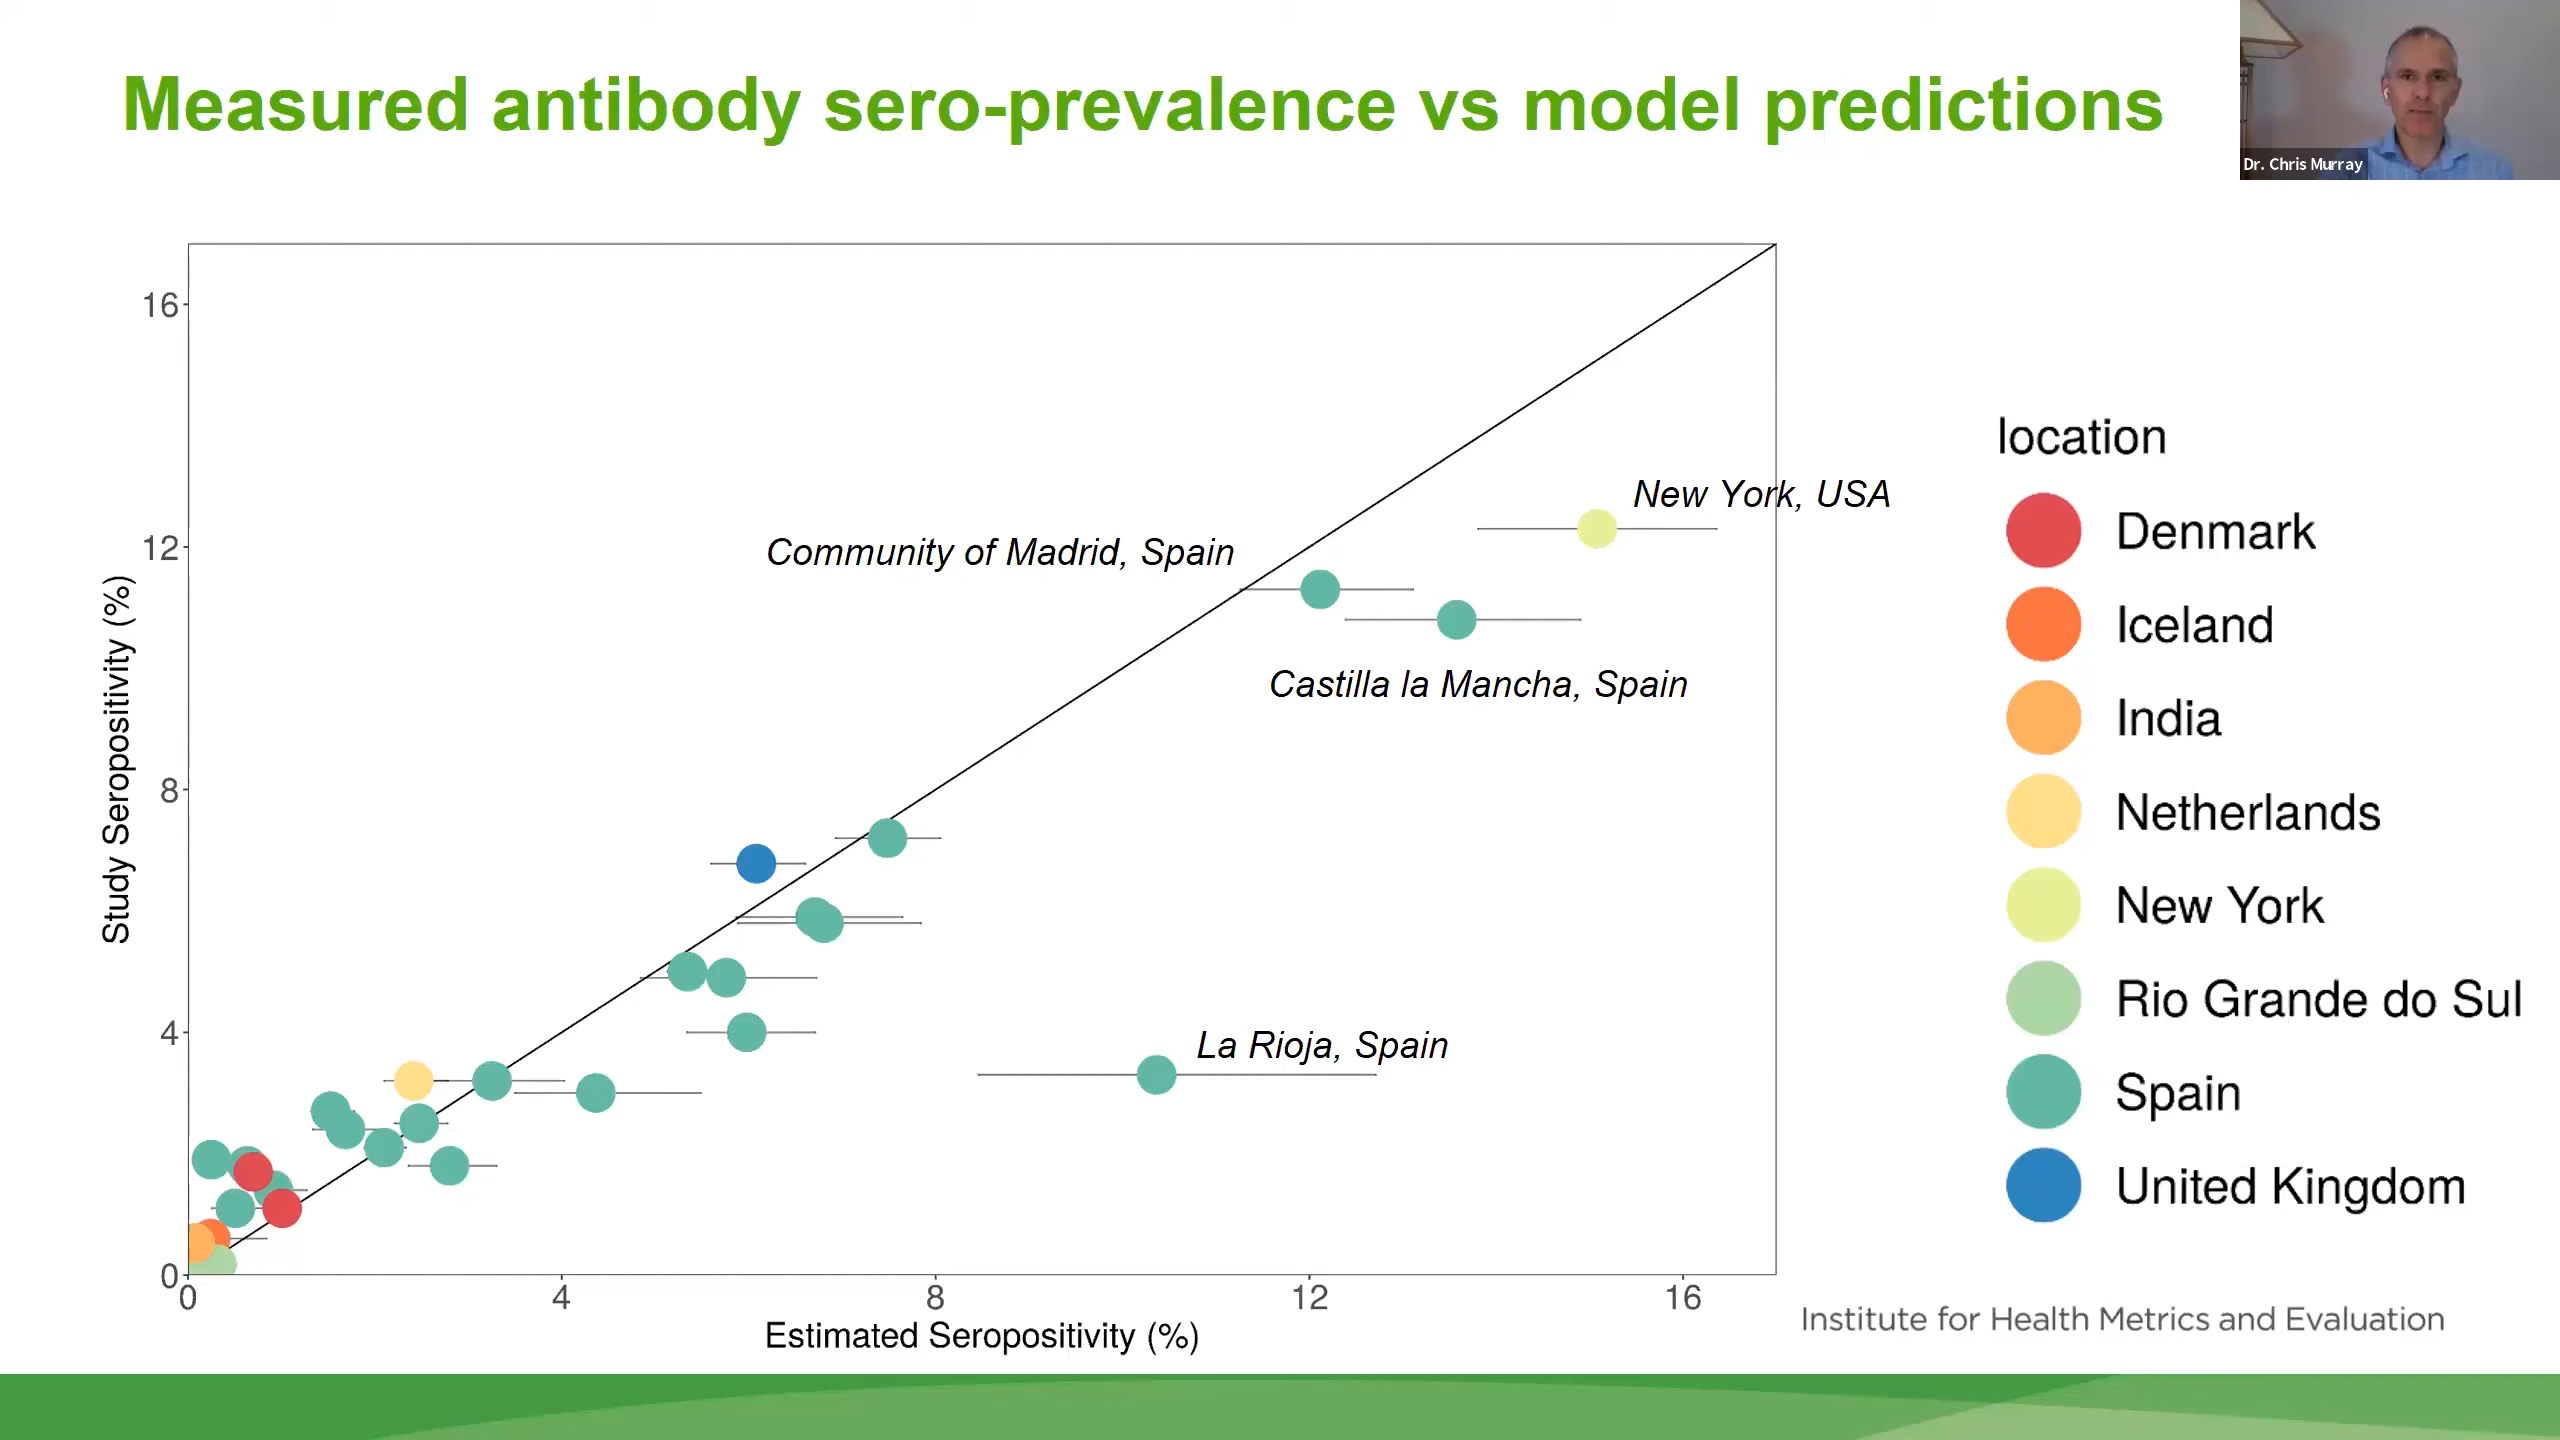 Measured antibody sero-prevalence vs model predictions
Dr. Chris Murray
16
12
8
4
0
Study Seropositivity (%)
New York, USA
Community of Madrid, Spain
Castilla la Mancha, Spain
La Rioja, Spain
0 4 8 12 16
Estimated Seropositivity (%)
location
Denmark
Iceland
India
Netherlands
New York
Rio Grande do Sul
Spain
United Kingdom
Institute for Health Metrics and Evaluation